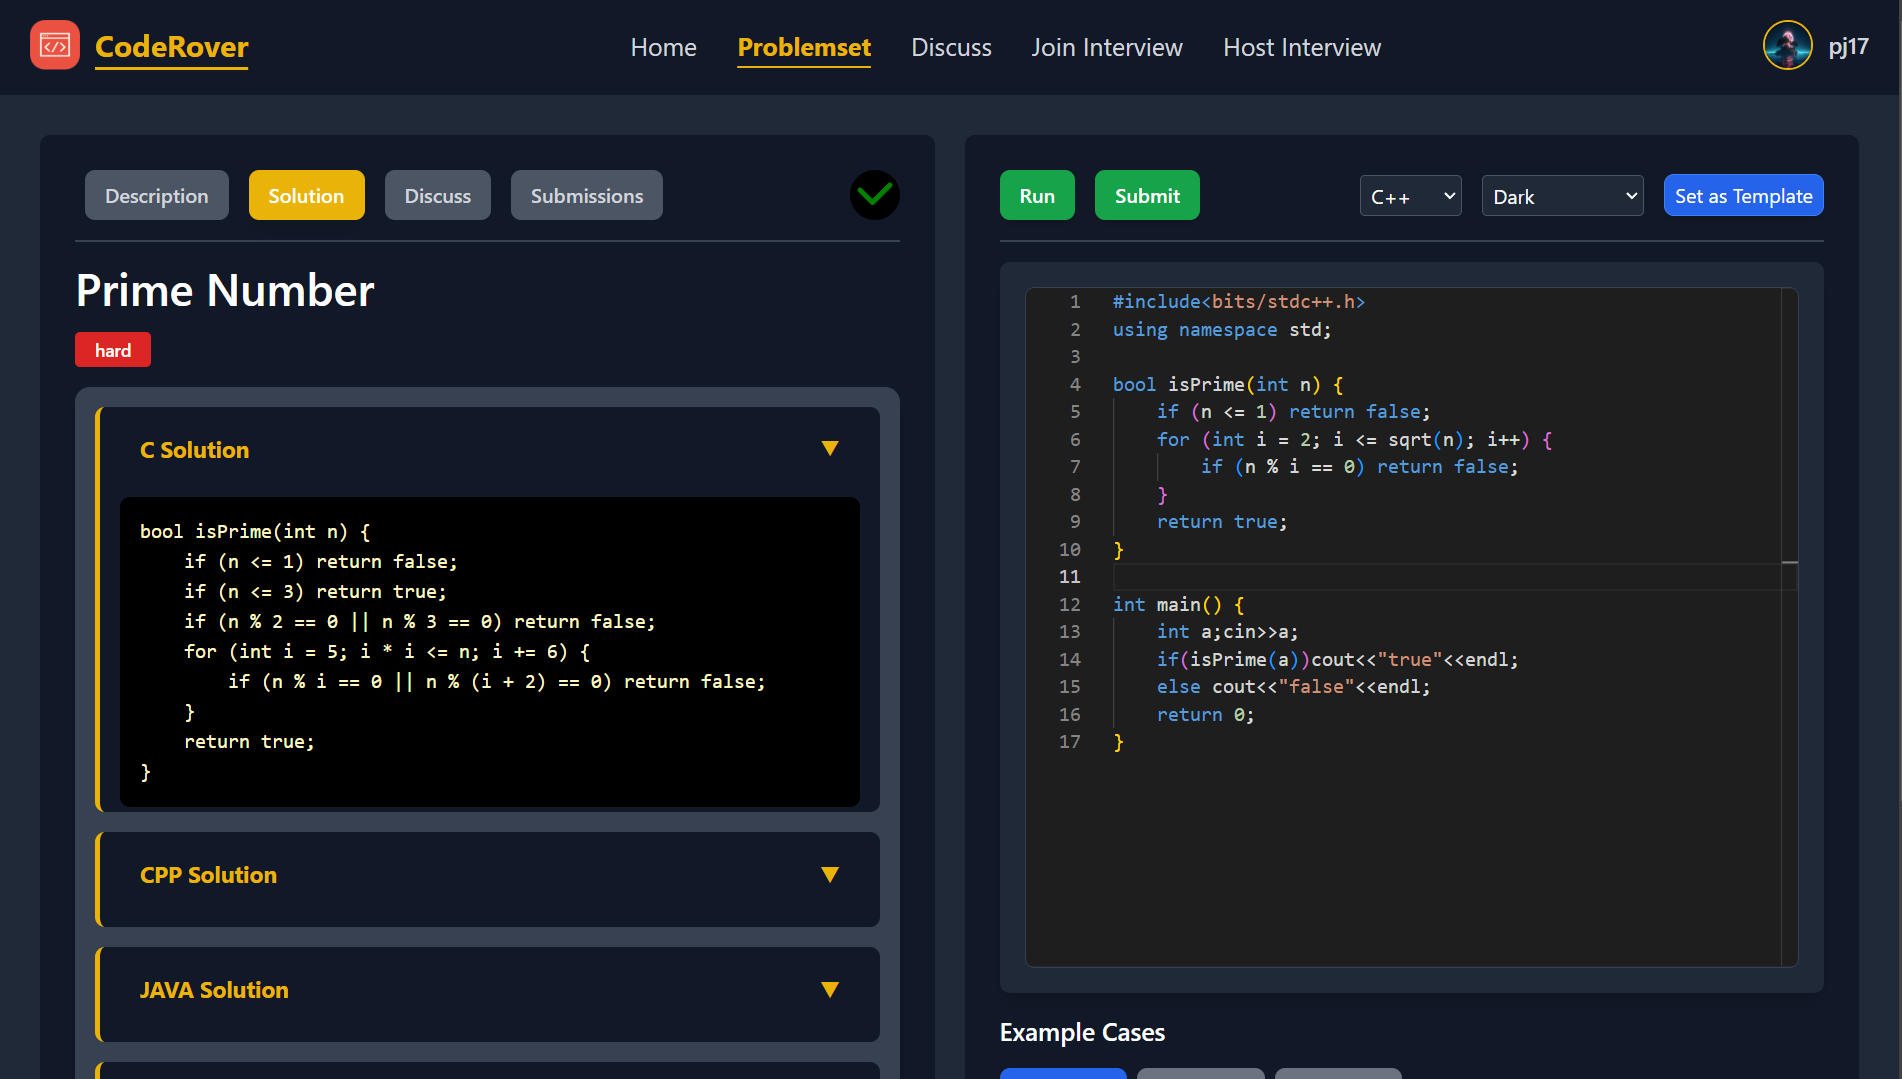 CodeRover
Home Problemset Discuss Join Interview Host Interview
pj17
Description Solution Discuss Submissions
Prime Number
hard
C Solution
bool isPrime(int n) {
    if (n <= 1) return false;
    if (n <= 3) return true;
    if (n % 2 == 0 || n % 3 == 0) return false;
    for (int i = 5; i * i <= n; i += 6) {
        if (n % i == 0 || n % (i + 2) == 0) return false;
    }
    return true;
}
CPP Solution
JAVA Solution
Run Submit C++ Dark Set as Template
1 #include<bits/stdc++.h>
2 using namespace std;
3
4 bool isPrime(int n) {
5     if (n <= 1) return false;
6     for (int i = 2; i <= sqrt(n); i++) {
7         if (n % i == 0) return false;
8     }
9     return true;
10 }
11
12 int main() {
13     int a;cin>>a;
14     if(isPrime(a))cout<<"true"<<endl;
15     else cout<<"false"<<endl;
16     return 0;
17 }
Example Cases